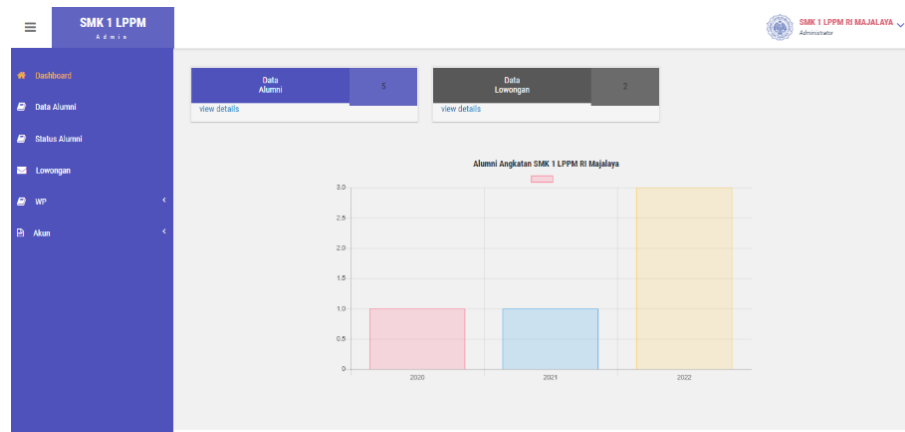 SMK 1 LPPM
Admin
SMK 1 LPPM RI MAJALAYA
Administrator
Dashboard
Data Alumni
Status Alumni
Lowongan
WP
Akun
Data
Alumni
5
view details
Data
Lowongan
2
view details
Alumni Angkatan SMK 1 LPPM RI Majalaya
3.0
2.5
2.0
1.5
1.0
0.5
0
2020
2021
2022